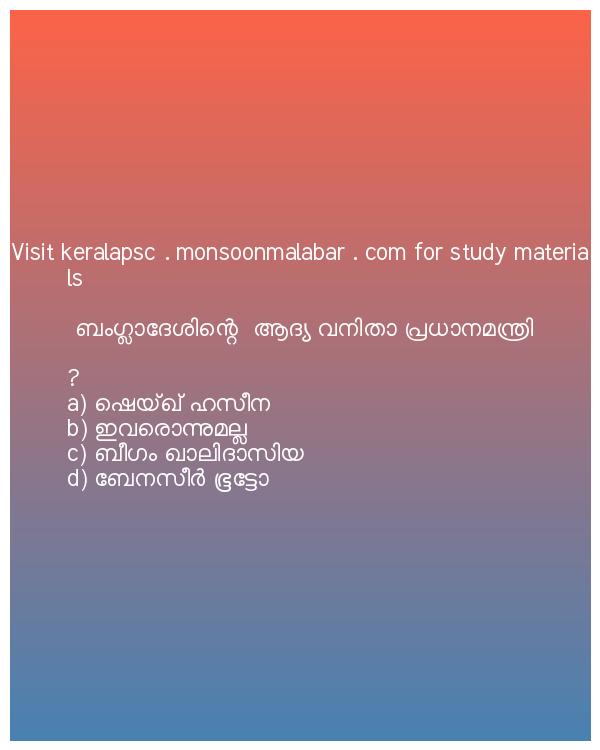 Visit keralapsc . monsoonmalabar . com for study materia
ls
ബംഗ്ലാദേശിന്റെ ആദ്യ വനിതാ പ്രധാനമന്ത്രി
?
a) ഷെയ്ഖ് ഹസീന
b) ഇവരൊന്നുമല്ല
c) ബീഗം ഖാലിദാസിയ
d) ബേനസീർ ഭൂട്ടോ